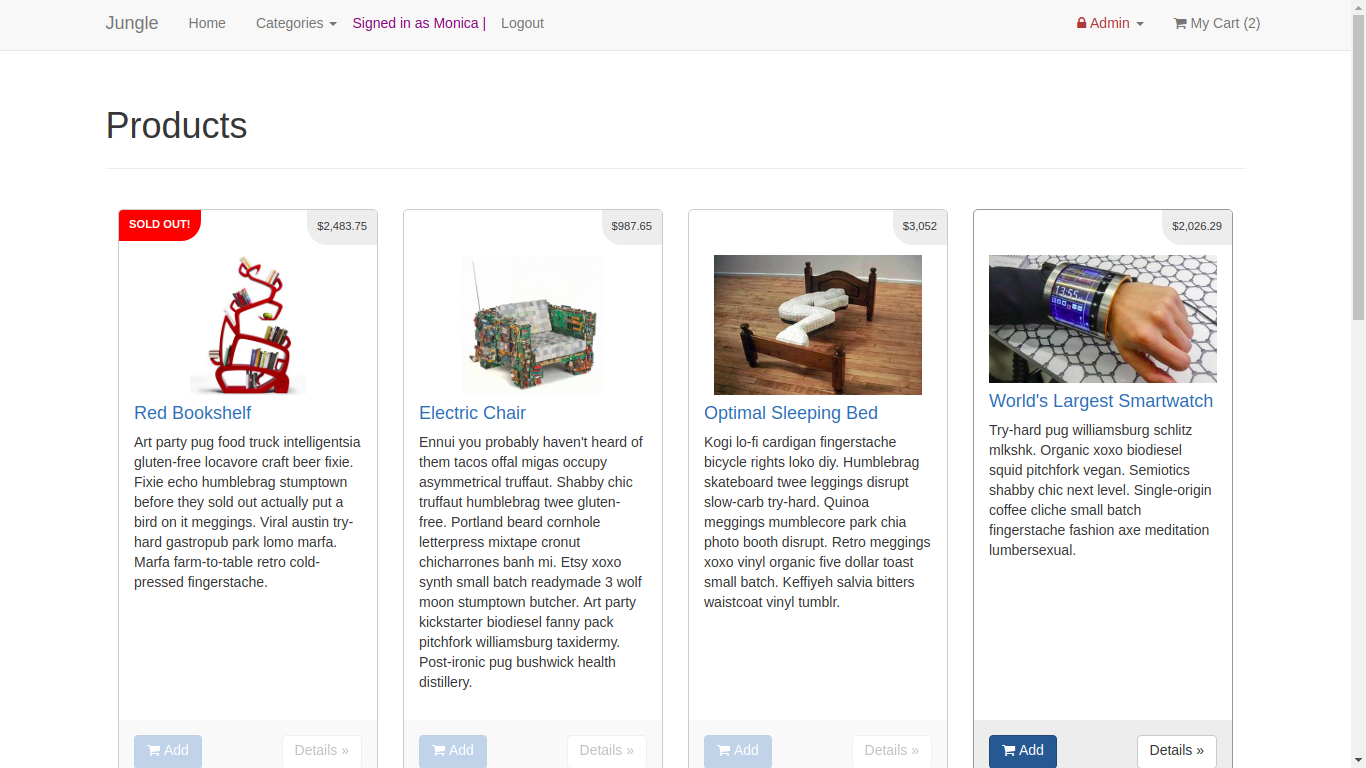 Jungle Home Categories Signed in as Monica | Logout Admin My Cart (2)
Products
SOLD OUT!
$2,483.75
Red Bookshelf
Art party pug food truck intelligentsia
gluten-free locavore craft beer fixie.
Fixie echo humblebrag stumptown
before they sold out actually put a
bird on it meggings. Viral austin try-
hard gastropub park lomo marfa.
Marfa farm-to-table retro cold-
pressed fingerstache.
Add
Details »
$987.65
Electric Chair
Ennui you probably haven't heard of
them tacos offal migas occupy
asymmetrical truffaut. Shabby chic
truffaut humblebrag twee gluten-
free. Portland beard cornhole
letterpress mixtape cronut
chicharrones banh mi. Etsy xoxo
synth small batch readymade 3 wolf
moon stumptown butcher. Art party
kickstarter biodiesel fanny pack
pitchfork williamsburg taxidermy.
Post-ironic pug bushwick health
distillery.
Add
Details »
$3,052
Optimal Sleeping Bed
Kogi lo-fi cardigan fingerstache
bicycle rights loko diy. Humblebrag
skateboard twee leggings disrupt
slow-carb try-hard. Quinoa
meggings mumblecore park chia
photo booth disrupt. Retro meggings
xoxo vinyl organic five dollar toast
small batch. Keffiyeh salvia bitters
waistcoat vinyl tumblr.
Add
Details »
$2,026.29
13:55
World's Largest Smartwatch
Try-hard pug williamsburg schlitz
mlkshk. Organic xoxo biodiesel
squid pitchfork vegan. Semiotics
shabby chic next level. Single-origin
coffee cliche small batch
fingerstache fashion axe meditation
lumbersexual.
Add
Details »